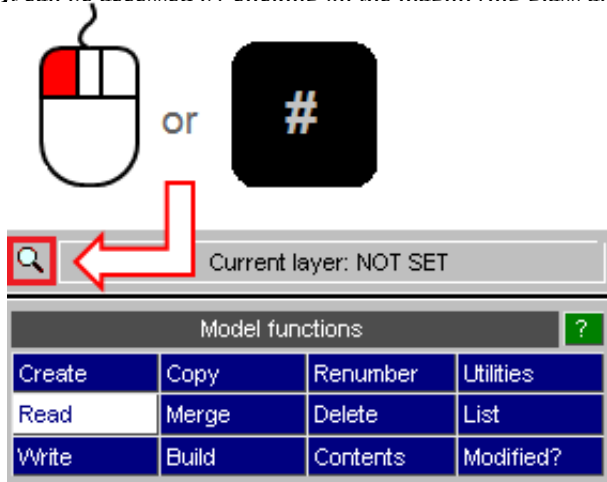 or #
Current layer: NOT SET
Model functions ?
Create Copy Renumber Utilities
Read Merge Delete List
Write Build Contents Modified?